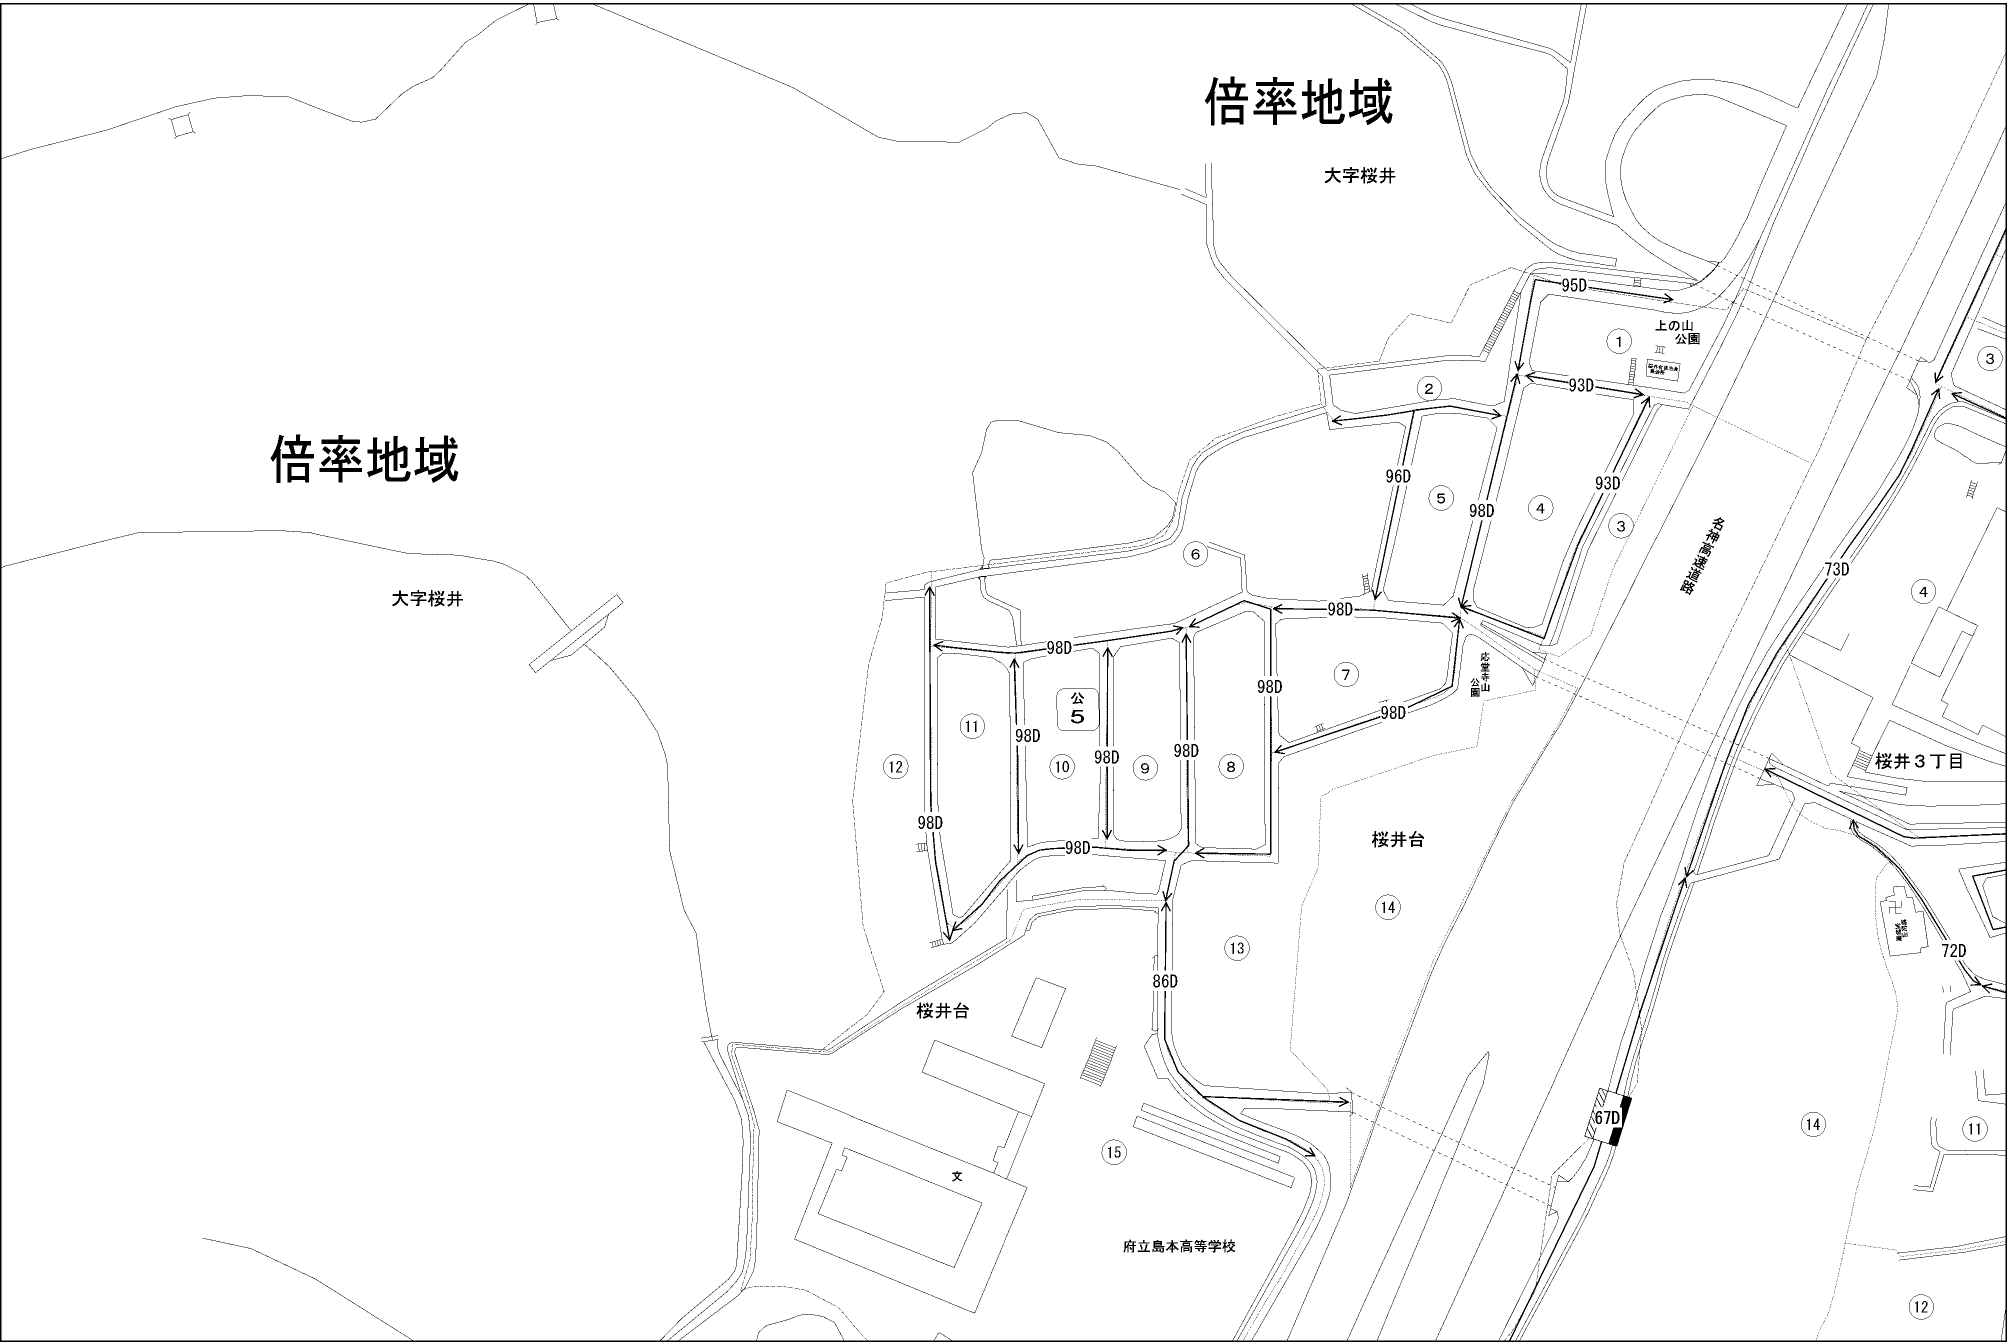 倍率地域
大字桜井
95D
上の山
公園
①
③
②
93D
倍率地域
96D
⑤
98D
④
93D
③
名神高速道路
⑥
73D
④
大字桜井
98D
98D
応堂寺山
公園
⑦
98D
98D
公
5
⑪
98D
98D
98D
⑫
⑩
⑨
⑧
桜井3丁目
98D
98D
桜井台
⑭
⑬
72D
86D
桜井台
67D
⑭
⑪
⑮
文
府立島本高等学校
⑫